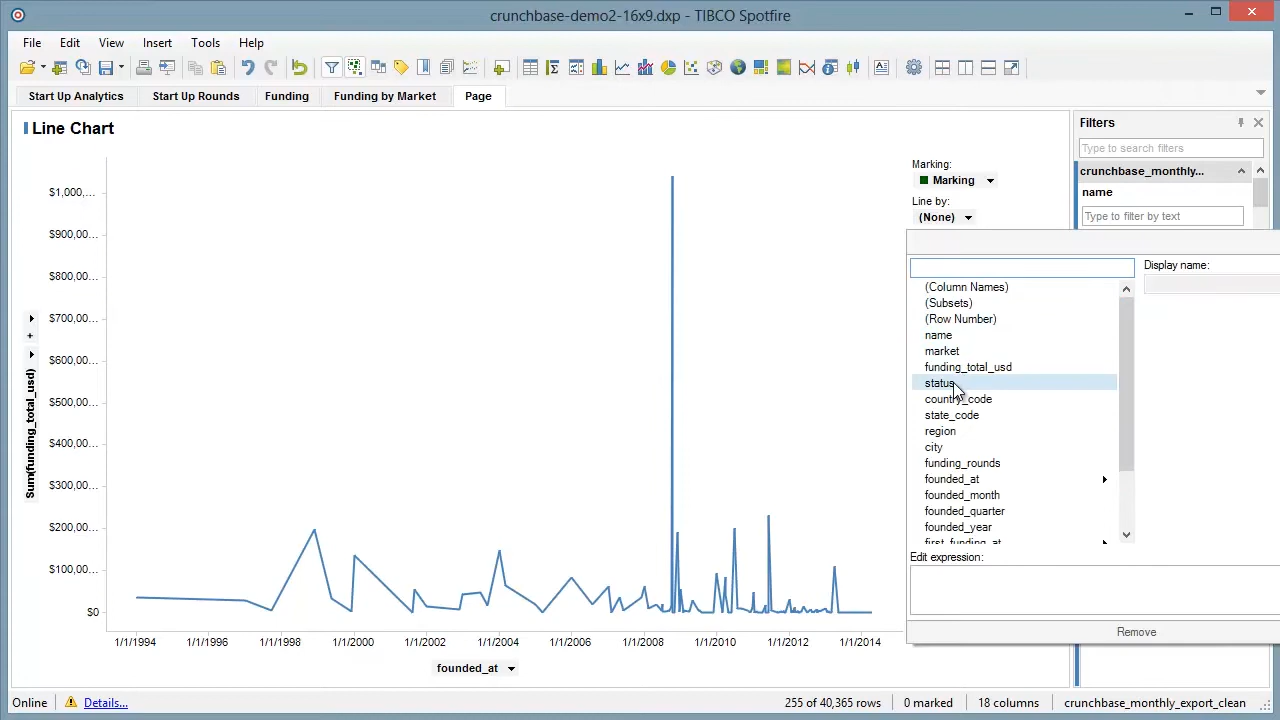 crunchbase-demo2-16x9.dxp - TIBCO Spotfire
File Edit View Insert Tools Help
Start Up Analytics Start Up Rounds Funding Funding by Market Page
Line Chart
Filters
Type to search filters
crunchbase_monthly...
name
Type to filter by text
Marking:
Marking
Line by:
(None)
Display name:
(Column Names)
(Subsets)
(Row Number)
name
market
funding_total_usd
status
country_code
state_code
region
city
funding_rounds
founded_at
founded_month
founded_quarter
founded_year
first_funding_at
Edit expression:
Remove
$1,000,...
$900,00...
$800,00...
$700,00...
$600,00...
$500,00...
$400,00...
$300,00...
$200,00...
$100,00...
$0
Sum(funding_total_usd)
+
1/1/1994 1/1/1996 1/1/1998 1/1/2000 1/1/2002 1/1/2004 1/1/2006 1/1/2008 1/1/2010 1/1/2012 1/1/2014
founded_at
Online Details... 255 of 40,365 rows 0 marked 18 columns crunchbase_monthly_export_clean